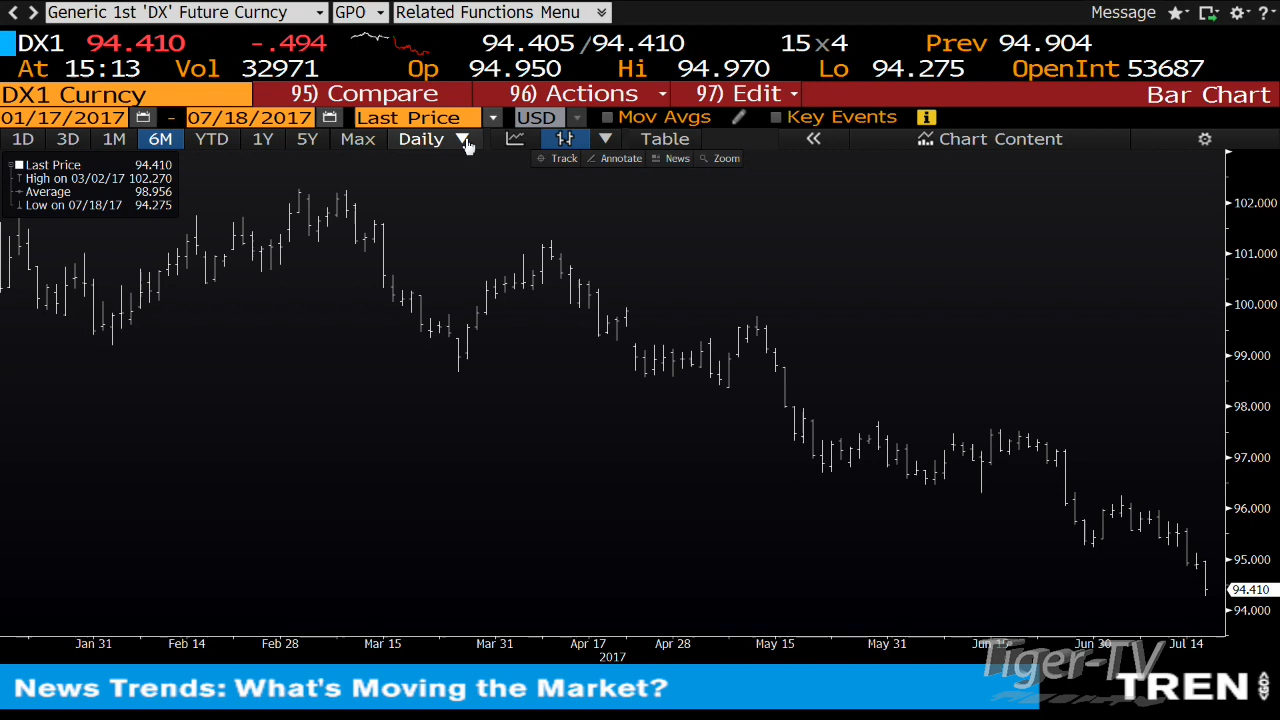 Generic 1st 'DX' Future Curncy GPO Related Functions Menu Message
DX1 94.410 -.494 94.405/94.410 15x4 Prev 94.904
At 15:13 Vol 32971 Op 94.950 Hi 94.970 Lo 94.275 OpenInt 53687
DX1 Curncy 95) Compare 96) Actions 97) Edit Bar Chart
01/17/2017 - 07/18/2017 Last Price USD Mov Avgs Key Events
1D 3D 1M 6M YTD 1Y 5Y Max Daily Table Chart Content
Track Annotate News Zoom
Last Price 94.410
High on 03/02/17 102.270
Average 98.956
Low on 07/18/17 94.275
102.000
101.000
100.000
99.000
98.000
97.000
96.000
95.000
94.410
94.000
Jan 31 Feb 14 Feb 28 Mar 15 Mar 31 Apr 17 Apr 28 May 15 May 31 Jun 15 Jun 30 Jul 14
2017
Tiger-TV
News Trends: What's Moving the Market? TREN